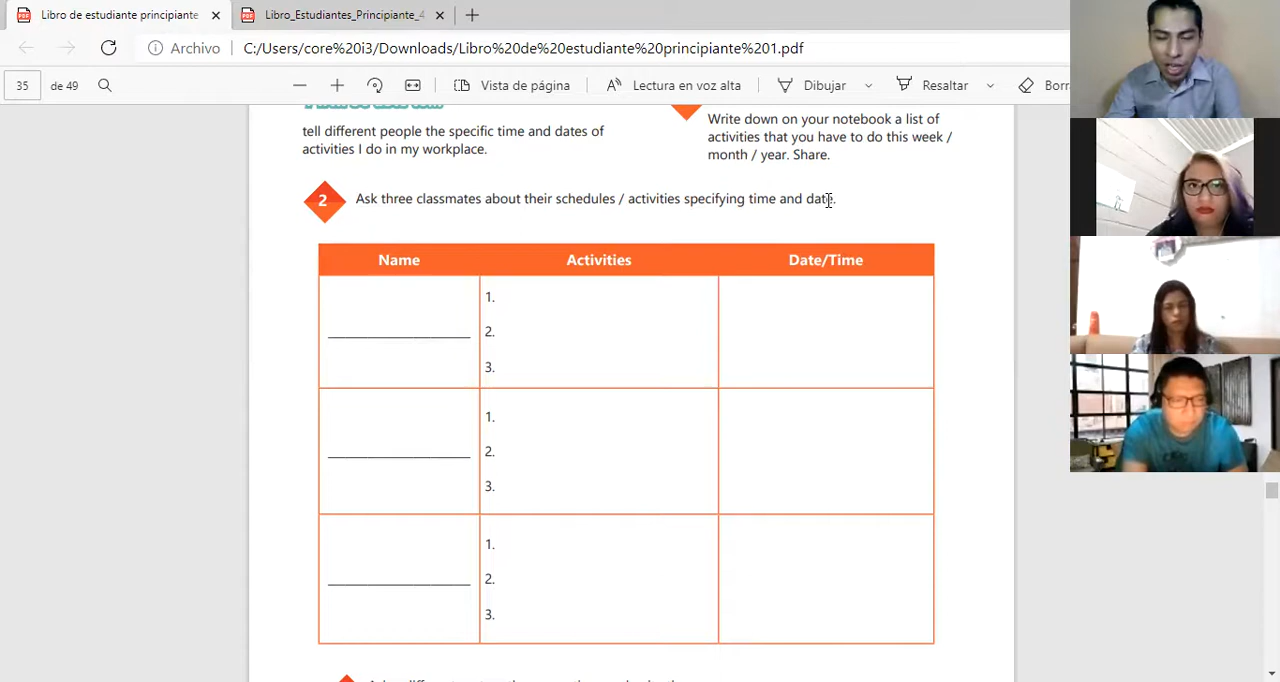 Libro de estudiante principiante
Libro_Estudiantes_Principiante_4
Archivo
C:/Users/core%20i3/Downloads/Libro%20de%20estudiante%20principiante%201.pdf
35 de 49
Vista de página
Lectura en voz alta
Dibujar
Resaltar
Borr
tell different people the specific time and dates of
activities I do in my workplace.
Write down on your notebook a list of
activities that you have to do this week /
month / year. Share.
2 Ask three classmates about their schedules / activities specifying time and date.
Name Activities Date/Time
1.
2.
3.
1.
2.
3.
1.
2.
3.